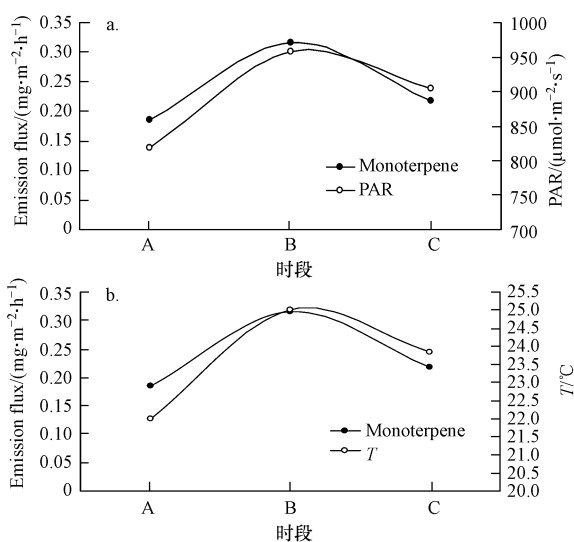 a.
Emission flux/(mg·m⁻²·h⁻¹)
0.35
0.30
0.25
0.20
0.15
0.10
0.05
0
1000
950
900
850
800
750
700
PAR/(μmol·m⁻²·s⁻¹)
Monoterpene
PAR
A B C
时段
b.
Emission flux/(mg·m⁻²·h⁻¹)
0.35
0.30
0.25
0.20
0.15
0.10
0.05
0
25.5
25.0
24.5
24.0
23.5
23.0
22.5
22.0
21.5
21.0
20.5
20.0
T/℃
Monoterpene
T
A B C
时段